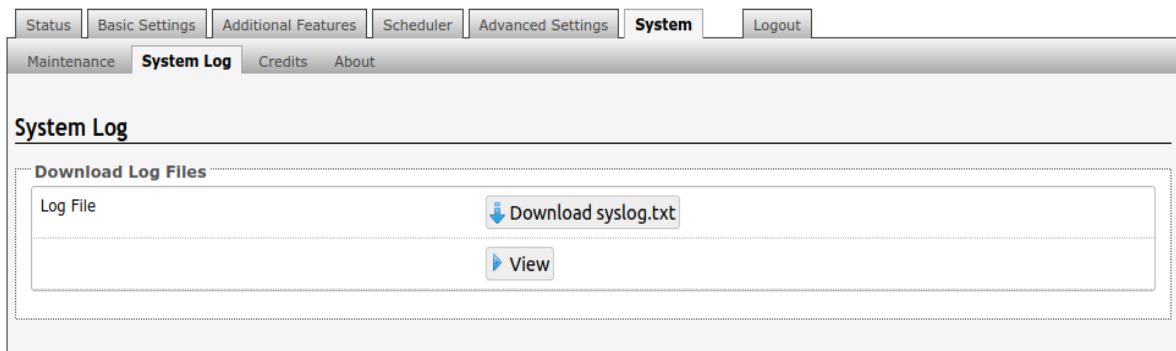 Status Basic Settings Additional Features Scheduler Advanced Settings System Logout
Maintenance System Log Credits About
System Log
Download Log Files
Log File Download syslog.txt
View